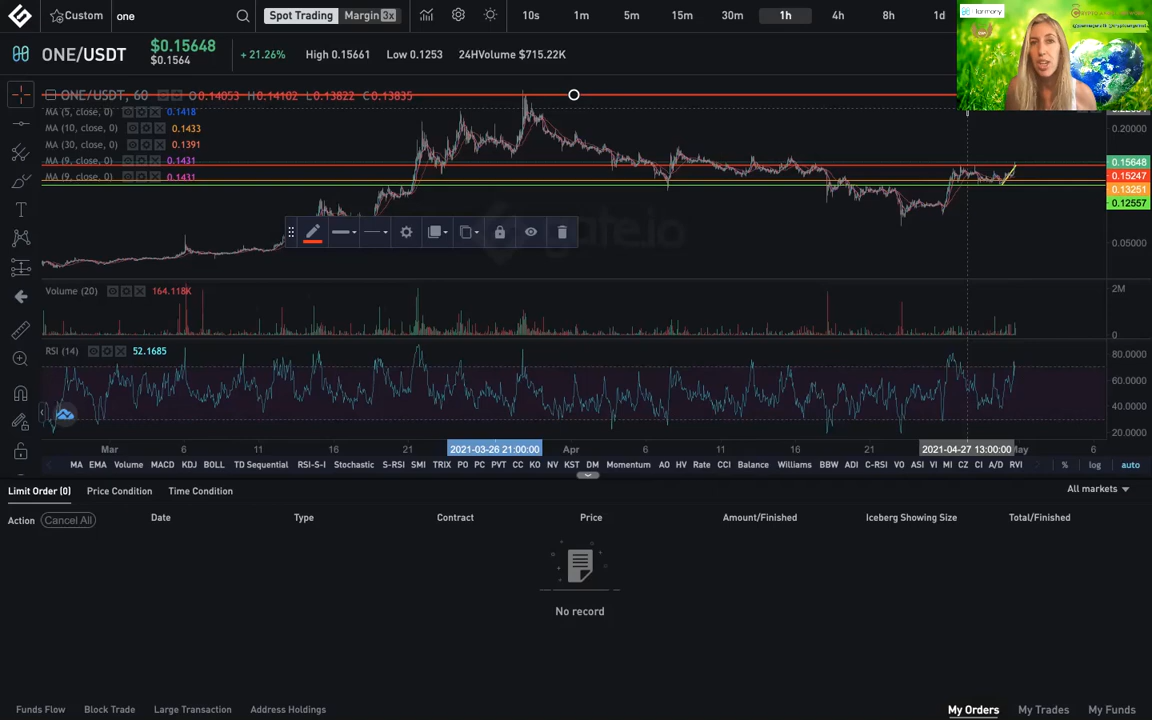 Custom one Spot Trading Margin 3x 10s 1m 5m 15m 30m 1h 4h 8h 1d
ONE/USDT $0.15648 $0.1564 + 21.26% High 0.15661 Low 0.1253 24HVolume $715.22K
Harmony
ONE/USDT, 60 O0.14053 H0.14102 L0.13822 C0.13835
MA (5, close, 0) 0.1418
MA (10, close, 0) 0.1433
MA (30, close, 0) 0.1391
MA (9, close, 0) 0.1431
MA (9, close, 0) 0.1431
0.20000
0.15648
0.15247
0.13251
0.12557
gate.io
0.05000
Volume (20) 164.118K
2M
0
RSI (14) 52.1685
80.0000
60.0000
40.0000
20.0000
Mar 6 11 16 21 2021-03-26 21:00:00 Apr 6 11 16 21 2021-04-27 13:00:00 May 6
MA EMA Volume MACD KDJ BOLL TD Sequential RSI-S-I Stochastic S-RSI SMI TRIX PO PC PVT CC KO NV KST DM Momentum AO HV Rate CCI Balance Williams BBW ADI C-RSI VO ASI VI MI CZ CI A/D RVI % log auto
Limit Order (0) Price Condition Time Condition All markets
Action Cancel All Date Type Contract Price Amount/Finished Iceberg Showing Size Total/Finished
No record
Funds Flow Block Trade Large Transaction Address Holdings My Orders My Trades My Funds